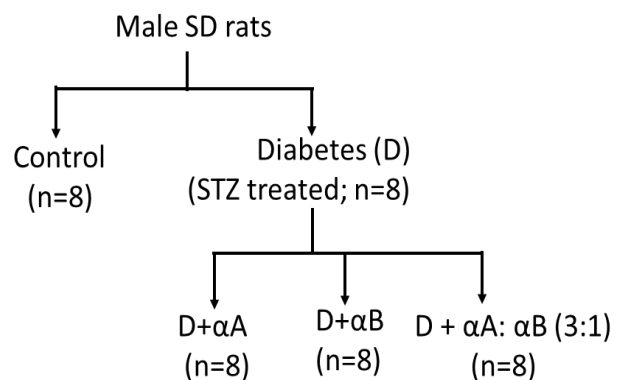 Male SD rats
Control
(n=8)
Diabetes (D)
(STZ treated; n=8)
D+αA
(n=8)
D+αB
(n=8)
D + αA: αB (3:1)
(n=8)